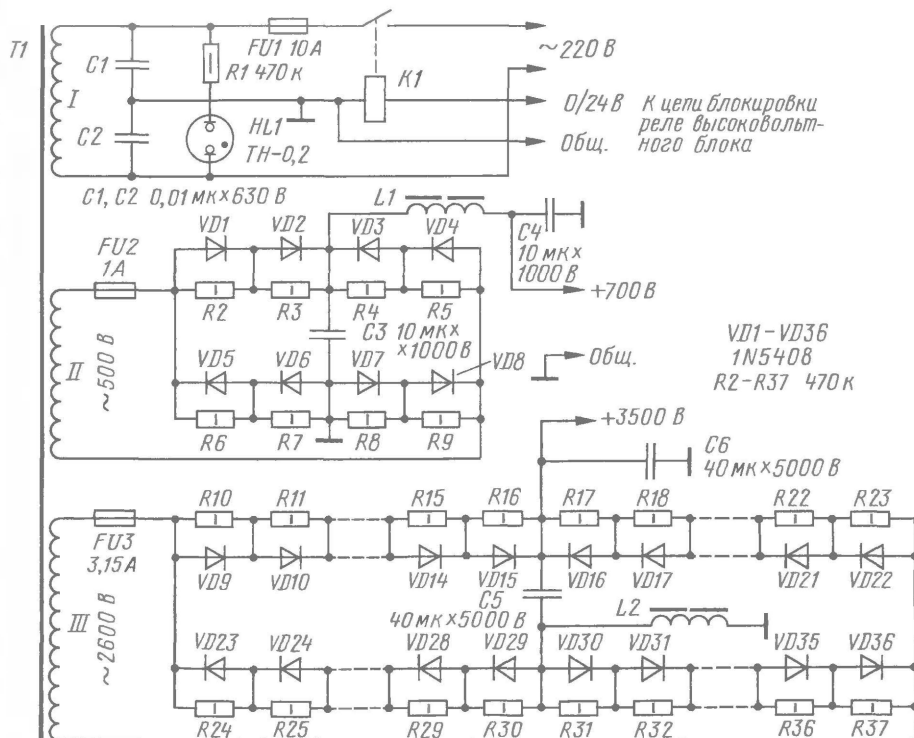 T1
FU1 10А
~220 В
C1
R1 470 к
K1
I
0/24 В
К цепи блокировки
реле высоковольт-
ного блока
C2
HL1
ТН-0,2
Общ.
C1, C2 0,01 мк×630 В
L1
VD1
VD2
VD3
VD4
C4
10 мк×
1000 В
FU2
1А
R2
R3
R4
R5
+700 В
C3 10 мк×
×1000 В
VD1-VD36
1N5408
R2-R37 470 к
II
~500 В
VD5
VD6
VD7
VD8
Общ.
R6
R7
R8
R9
+3500 В
C6
40 мк×5000 В
R10
R11
R15
R16
R17
R18
R22
R23
FU3
3,15А
VD9
VD10
VD14
VD15
VD16
VD17
VD21
VD22
III
~2600 В
C5
40 мк×5000 В
L2
VD23
VD24
VD28
VD29
VD30
VD31
VD35
VD36
R24
R25
R29
R30
R31
R32
R36
R37